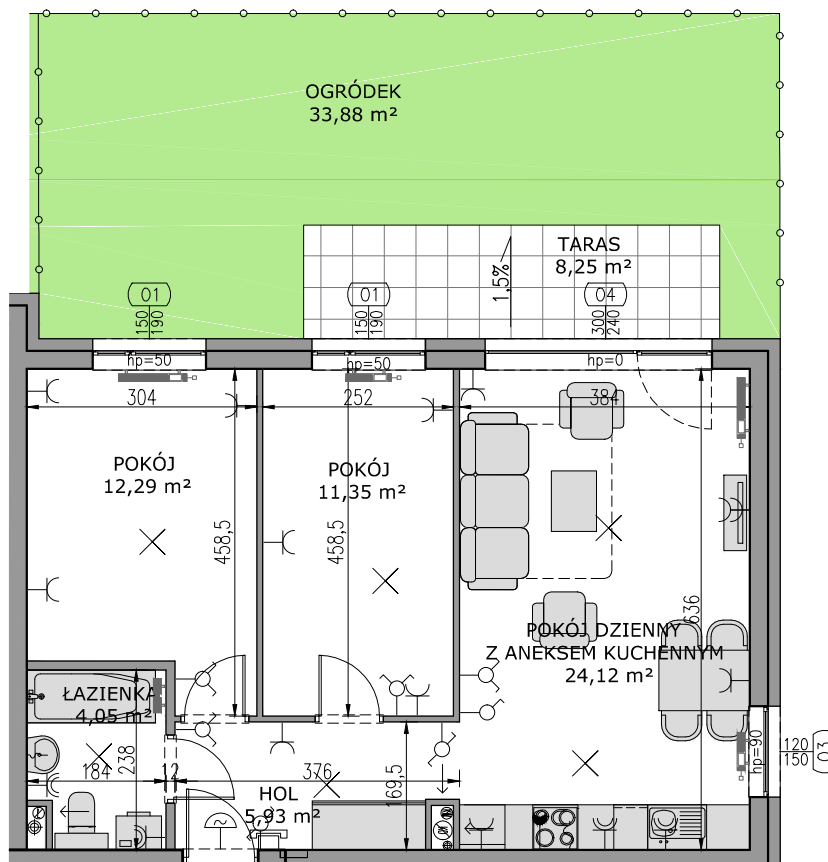 OGRÓDEK
33,88 m²
TARAS
8,25 m²
1,5%
01
150
190
01
150
190
04
300
240
hp=50
hp=50
hp=0
304
252
384
POKÓJ
12,29 m²
POKÓJ
11,35 m²
458,5
458,5
636
POKÓJ DZIENNY
Z ANEKSEM KUCHENNYM
24,12 m²
ŁAZIENKA
4,05 m²
238
184
12
376
169,5
HOL
5,93 m²
hp=90
120
150
03